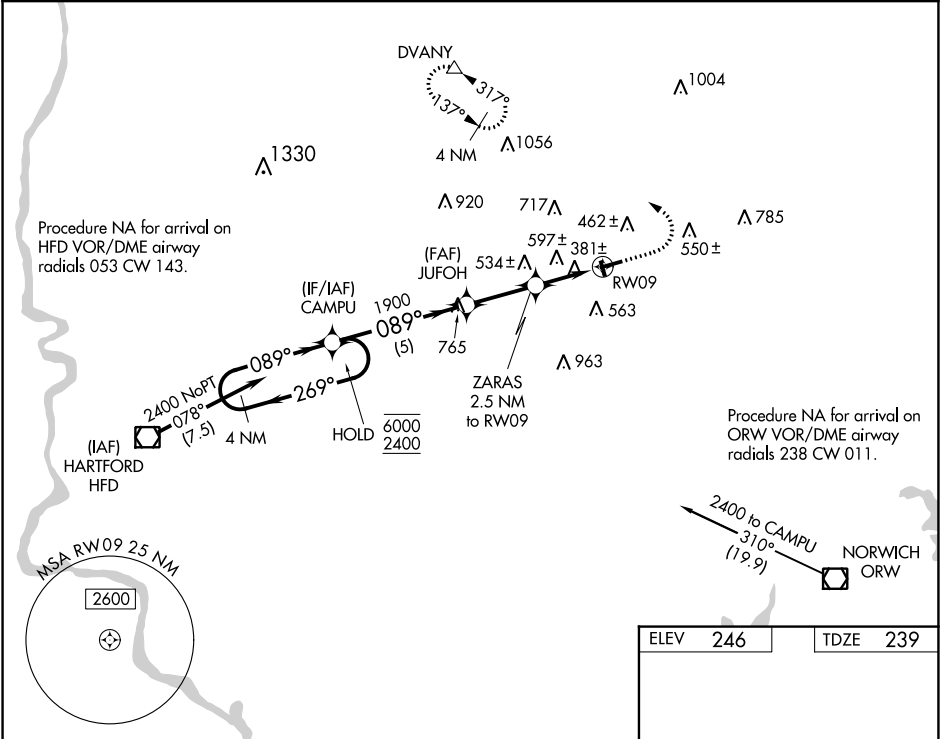 DVANY
317°
137°
4 NM
1004
1056
1330
920
717
462 ±
785
550 ±
597 ±
534 ±
381±
Procedure NA for arrival on
HFD VOR/DME airway
radials 053 CW 143.
(FAF)
JUFOH
RW09
563
(IF/IAF)
CAMPU
1900
089°
(5)
765
963
089°
269°
2400 NoPT
078°
(7.5)
4 NM
HOLD
6000
2400
ZARAS
2.5 NM
to RW09
(IAF)
HARTFORD
HFD
Procedure NA for arrival on
ORW VOR/DME airway
radials 238 CW 011.
2400 to CAMPU
310°
(19.9)
NORWICH
ORW
MSA RW09 25 NM
2600
ELEV 246
TDZE 239